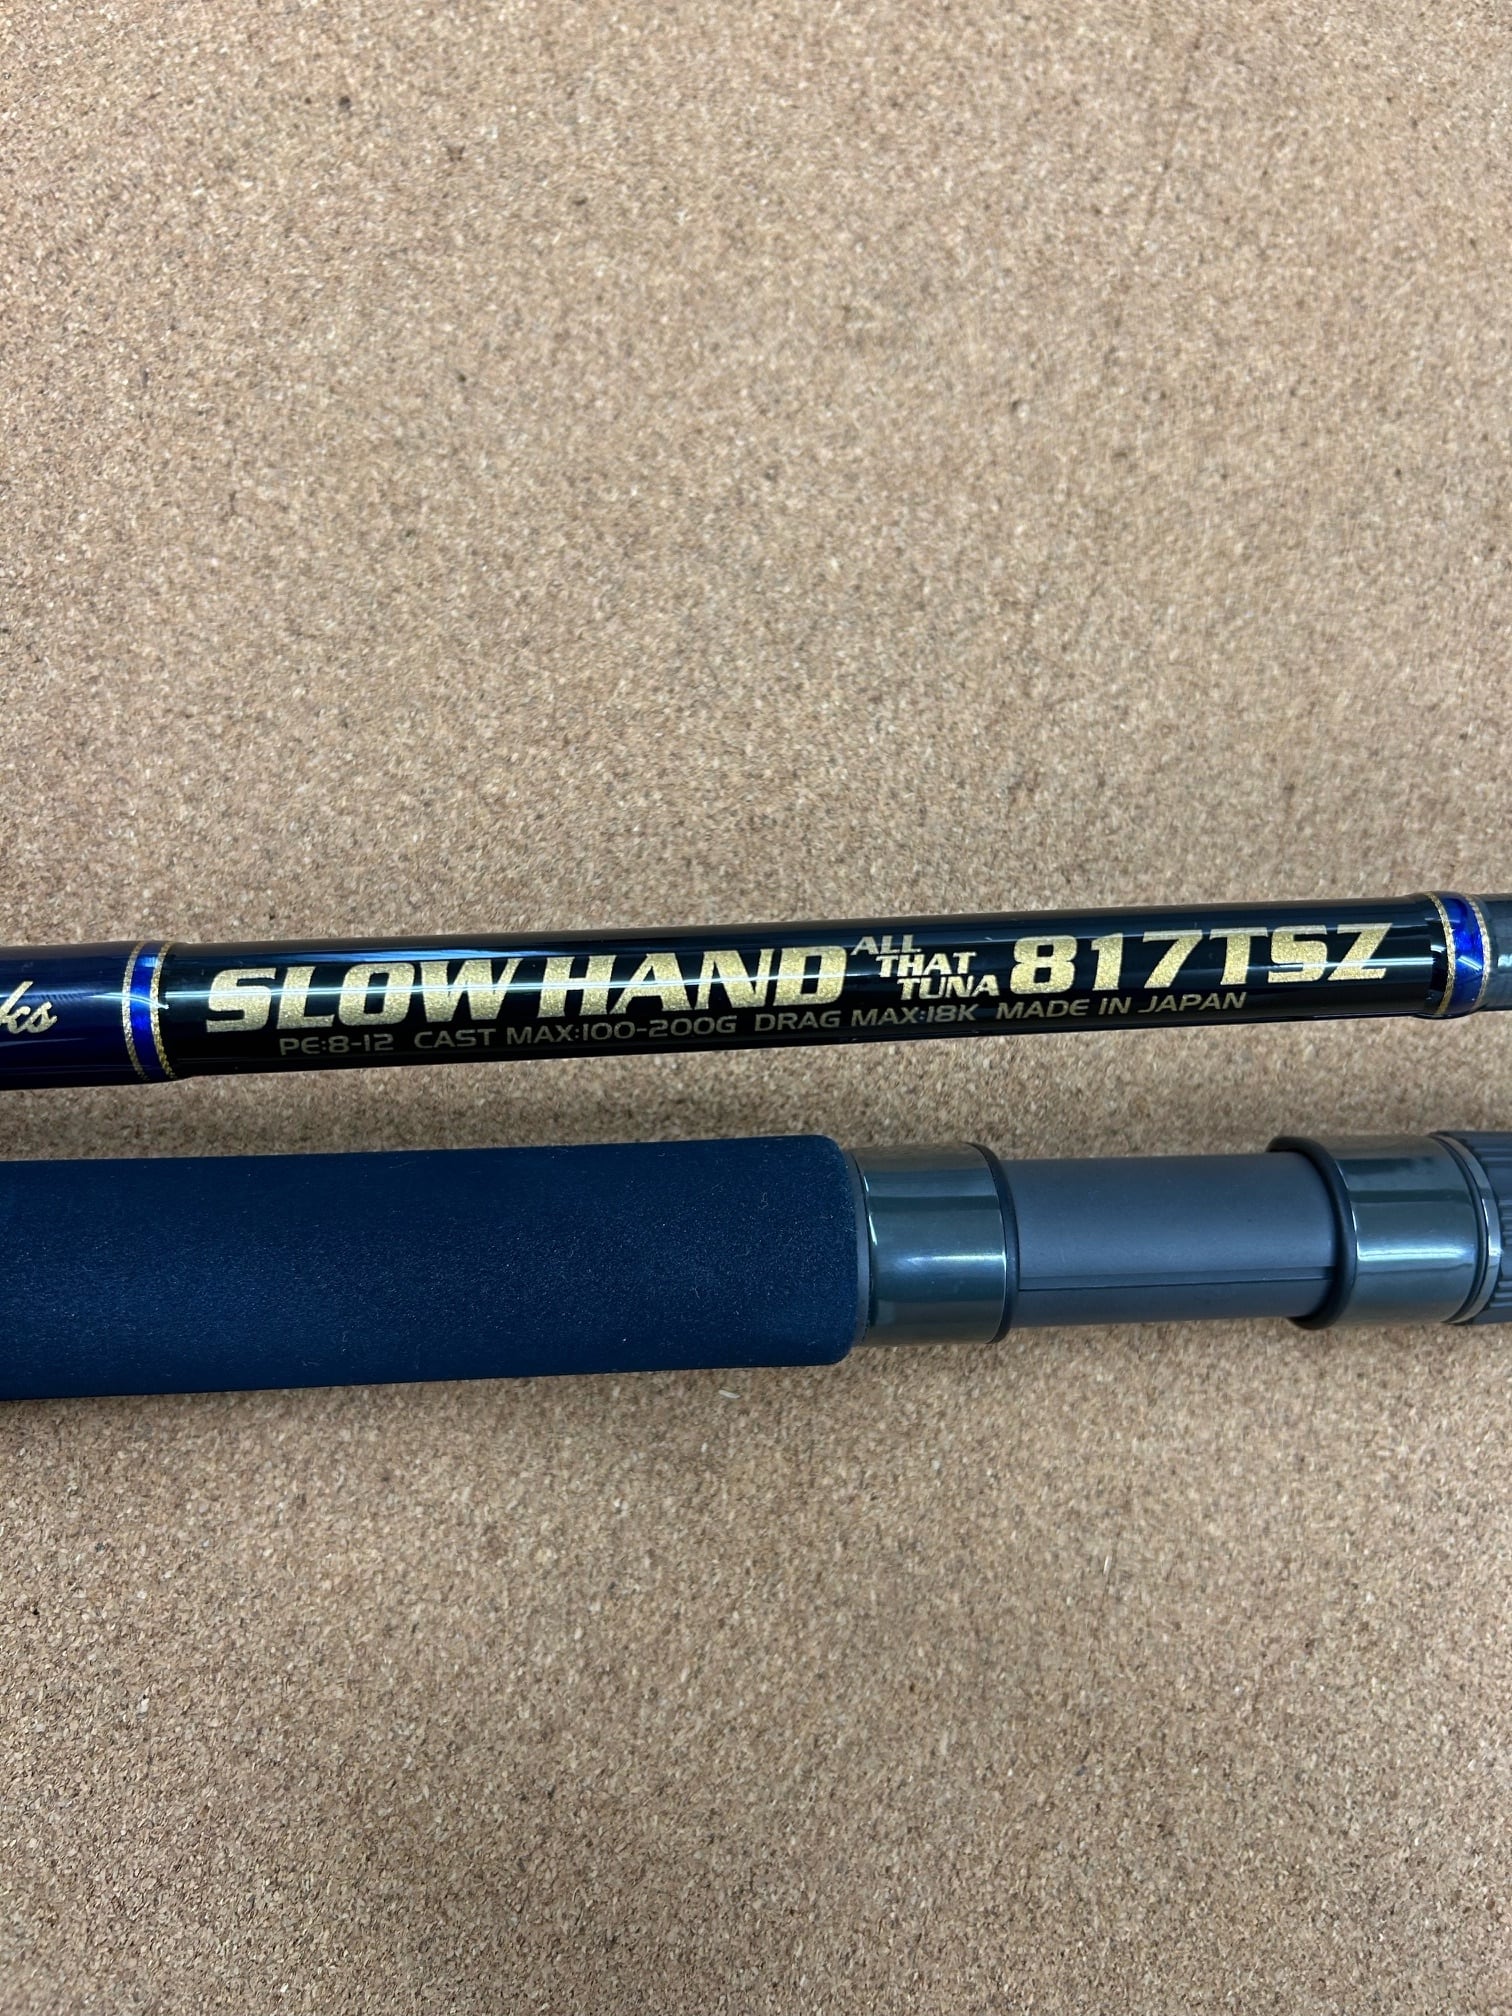 ks
SLOW HAND ALL THAT TUNA 817TSZ
PE:8-12 CAST MAX:100-200G DRAG MAX:18K MADE IN JAPAN